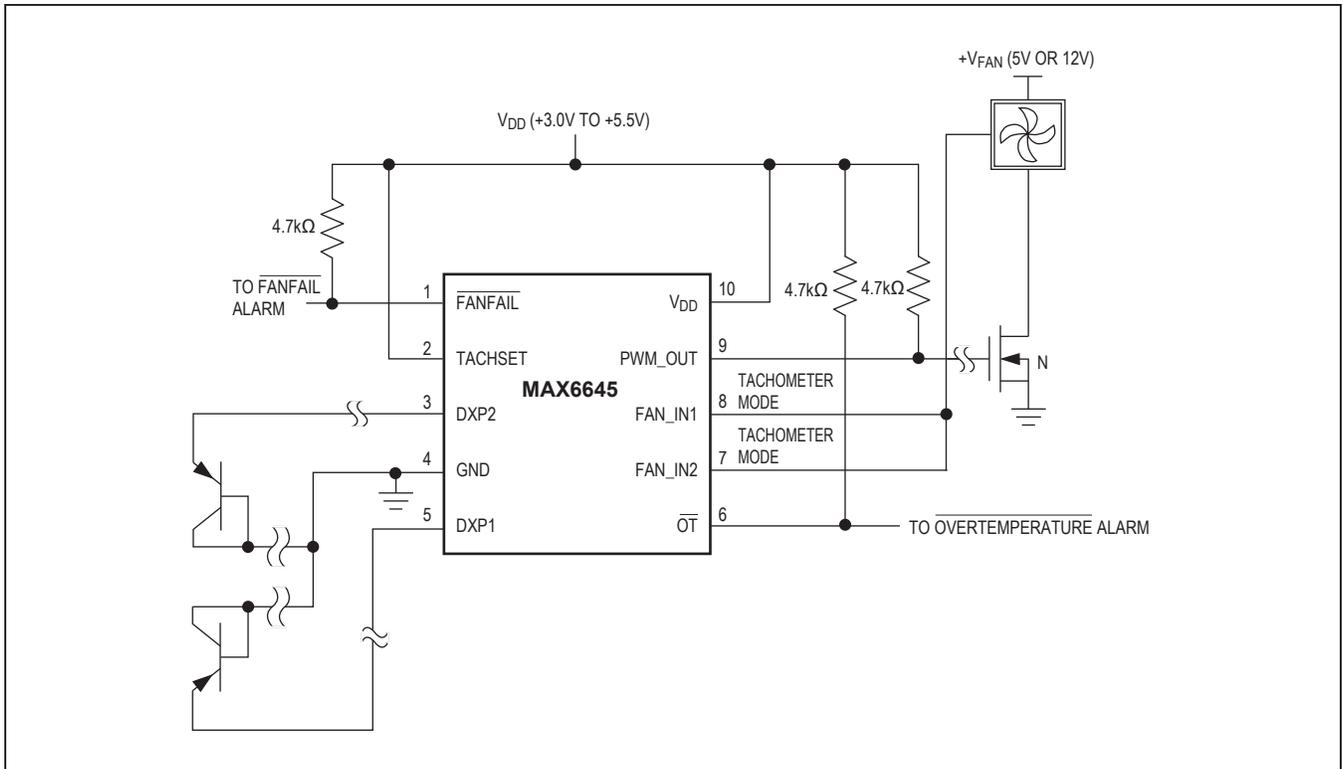 +VFAN (5V OR 12V)
VDD (+3.0V TO +5.5V)
4.7kΩ
TO FANFAIL
ALARM
1
FANFAIL
2
TACHSET
3
DXP2
4
GND
5
DXP1
MAX6645
VDD
10
PWM_OUT
9
FAN_IN1
8
TACHOMETER
MODE
FAN_IN2
7
TACHOMETER
MODE
OT
6
4.7kΩ
4.7kΩ
N
TO OVERTEMPERATURE ALARM